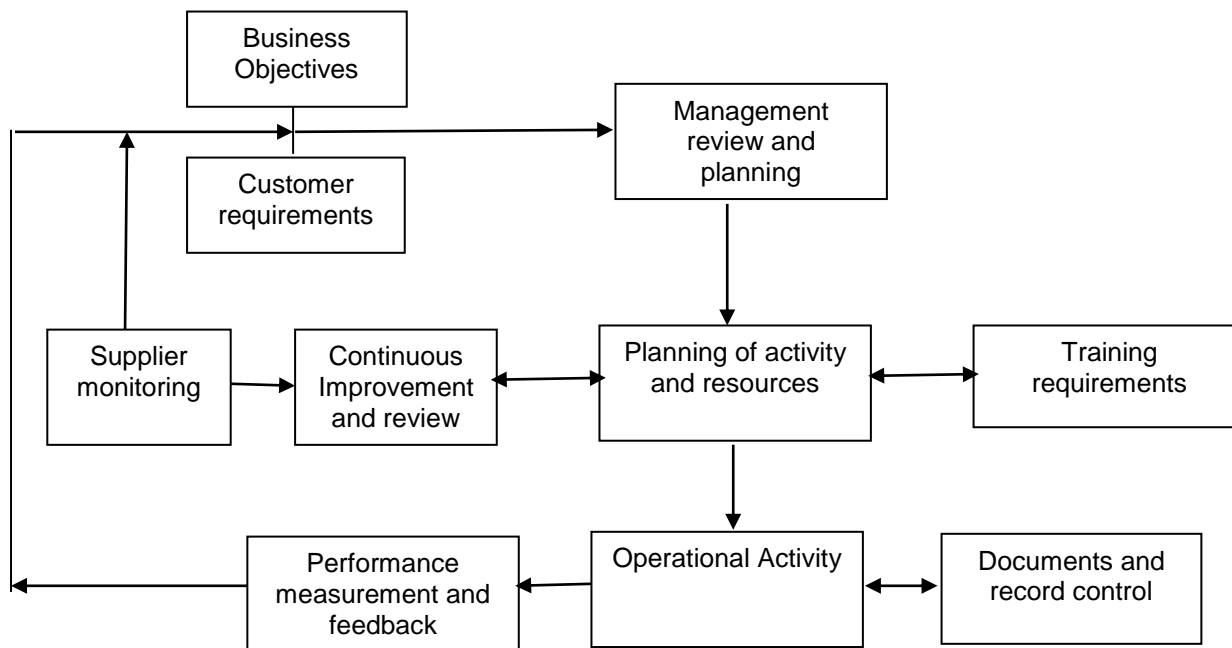 Business
Objectives
Management
review and
planning
Customer
requirements
Supplier
monitoring
Continuous
Improvement
and review
Planning of activity
and resources
Training
requirements
Performance
measurement and
feedback
Operational Activity
Documents and
record control